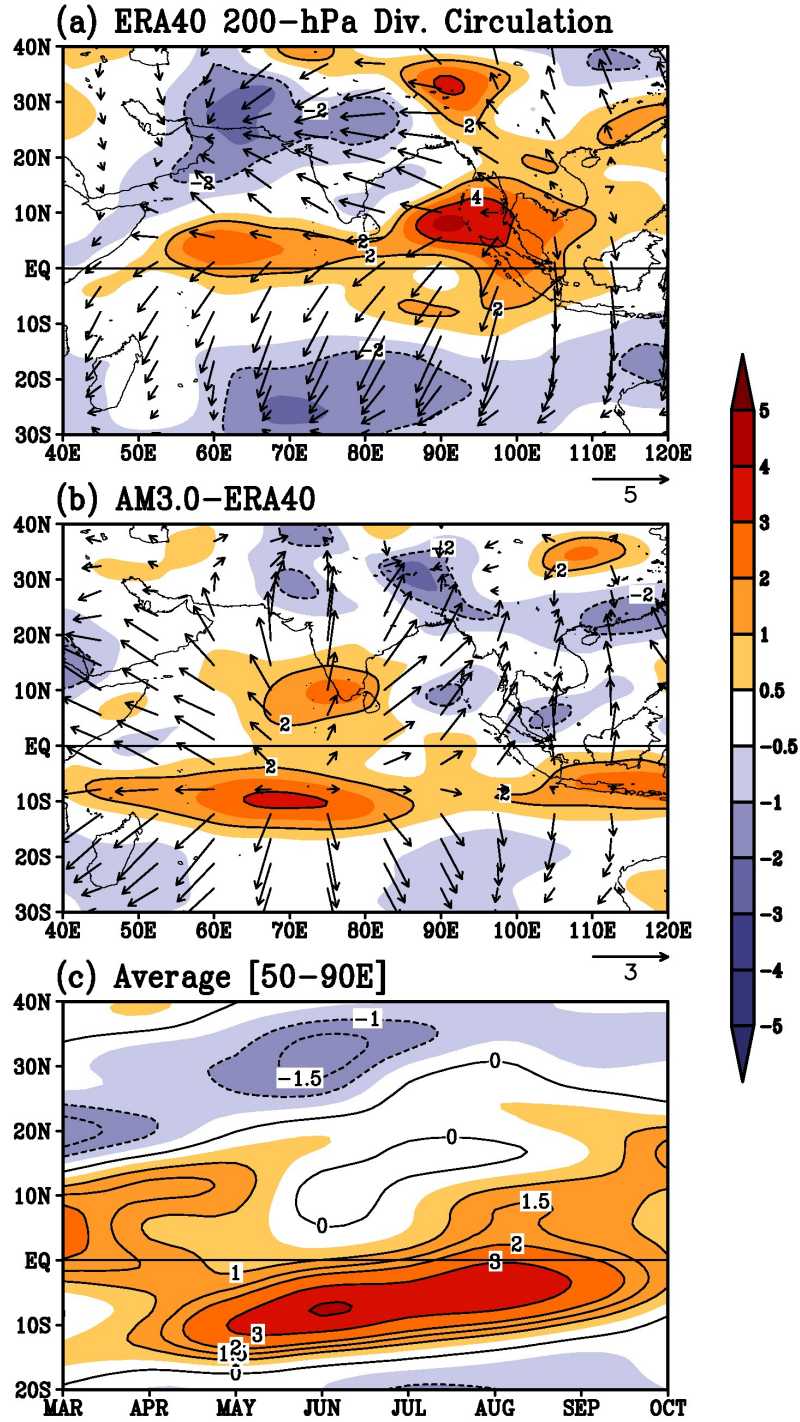 (a) ERA40 200-hPa Div. Circulation
40N
30N
20N
10N
EQ
10S
20S
30S
-2
2
-2
4
2
2
2
-2
-2
40E 50E 60E 70E 80E 90E 100E 110E 120E
5
(b) AM3.0-ERA40
40N
30N
20N
10N
EQ
10S
20S
30S
-2
2
-2
2
2
2
40E 50E 60E 70E 80E 90E 100E 110E 120E
3
(c) Average [50-90E]
40N
30N
20N
10N
EQ
10S
20S
-1
-1.5
0
0
0
1.5
2
1
3
3
2
1.5
0
MAR APR MAY JUN JUL AUG SEP OCT
5
4
3
2
1
0.5
-0.5
-1
-2
-3
-4
-5